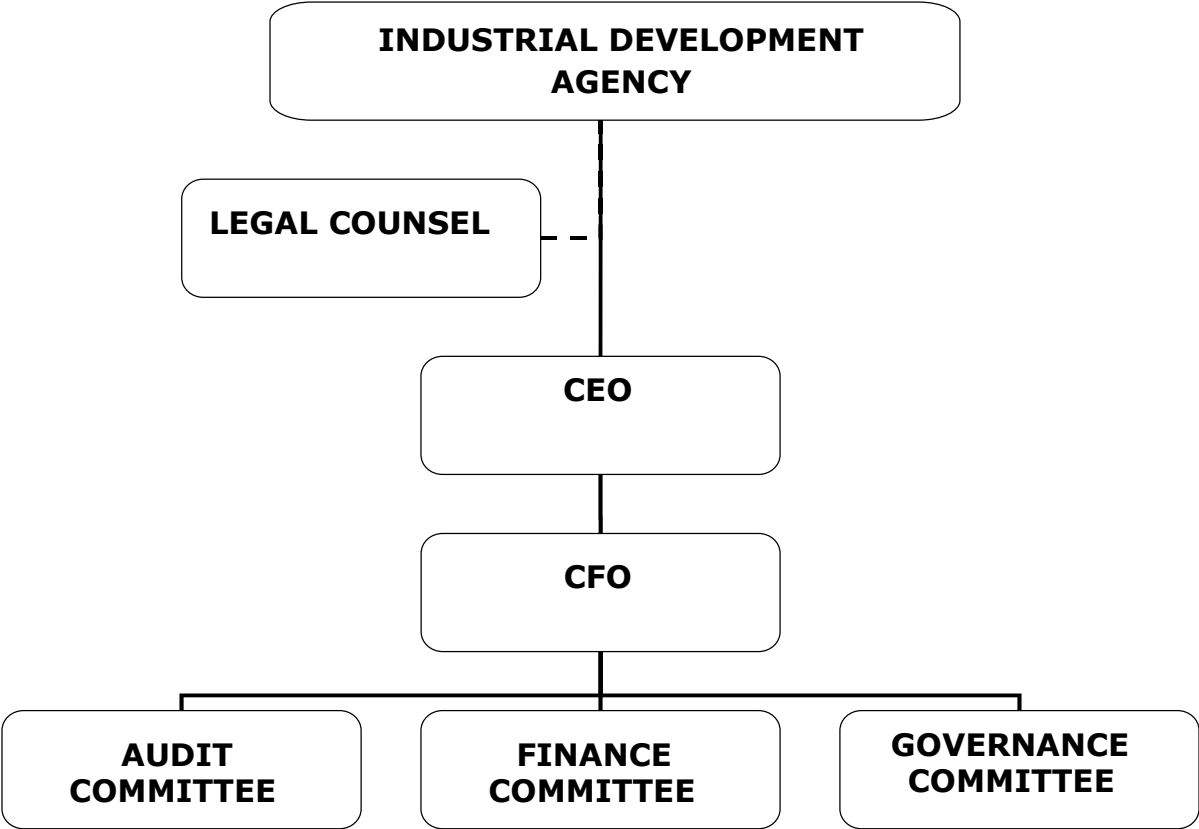 INDUSTRIAL DEVELOPMENT
AGENCY
LEGAL COUNSEL
CEO
CFO
AUDIT
COMMITTEE
FINANCE
COMMITTEE
GOVERNANCE
COMMITTEE